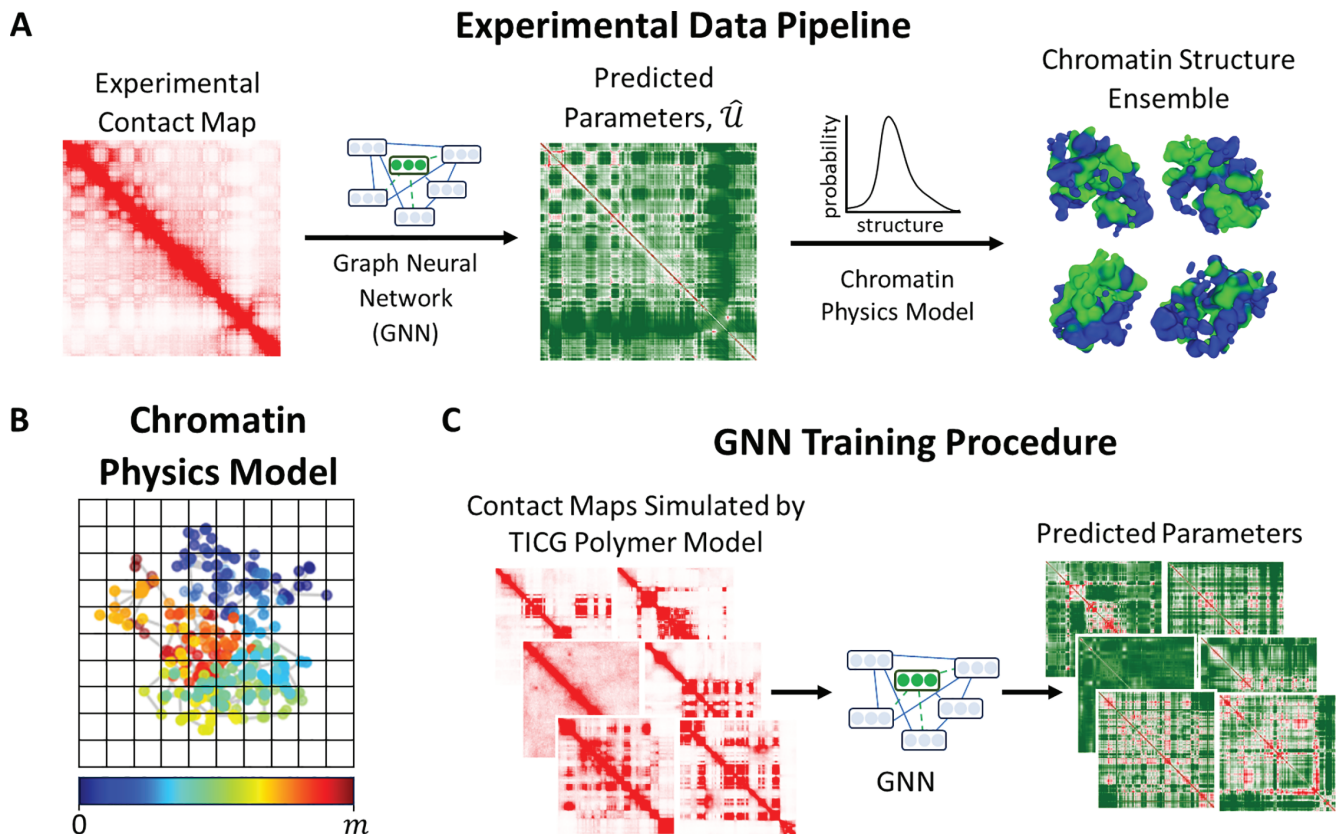 A
Experimental Data Pipeline
Experimental
Contact Map
Graph Neural
Network
(GNN)
Predicted
Parameters, 𝒰̂
probability
structure
Chromatin
Physics Model
Chromatin Structure
Ensemble
B
Chromatin
Physics Model
0
m
C
GNN Training Procedure
Contact Maps Simulated by
TICG Polymer Model
GNN
Predicted Parameters